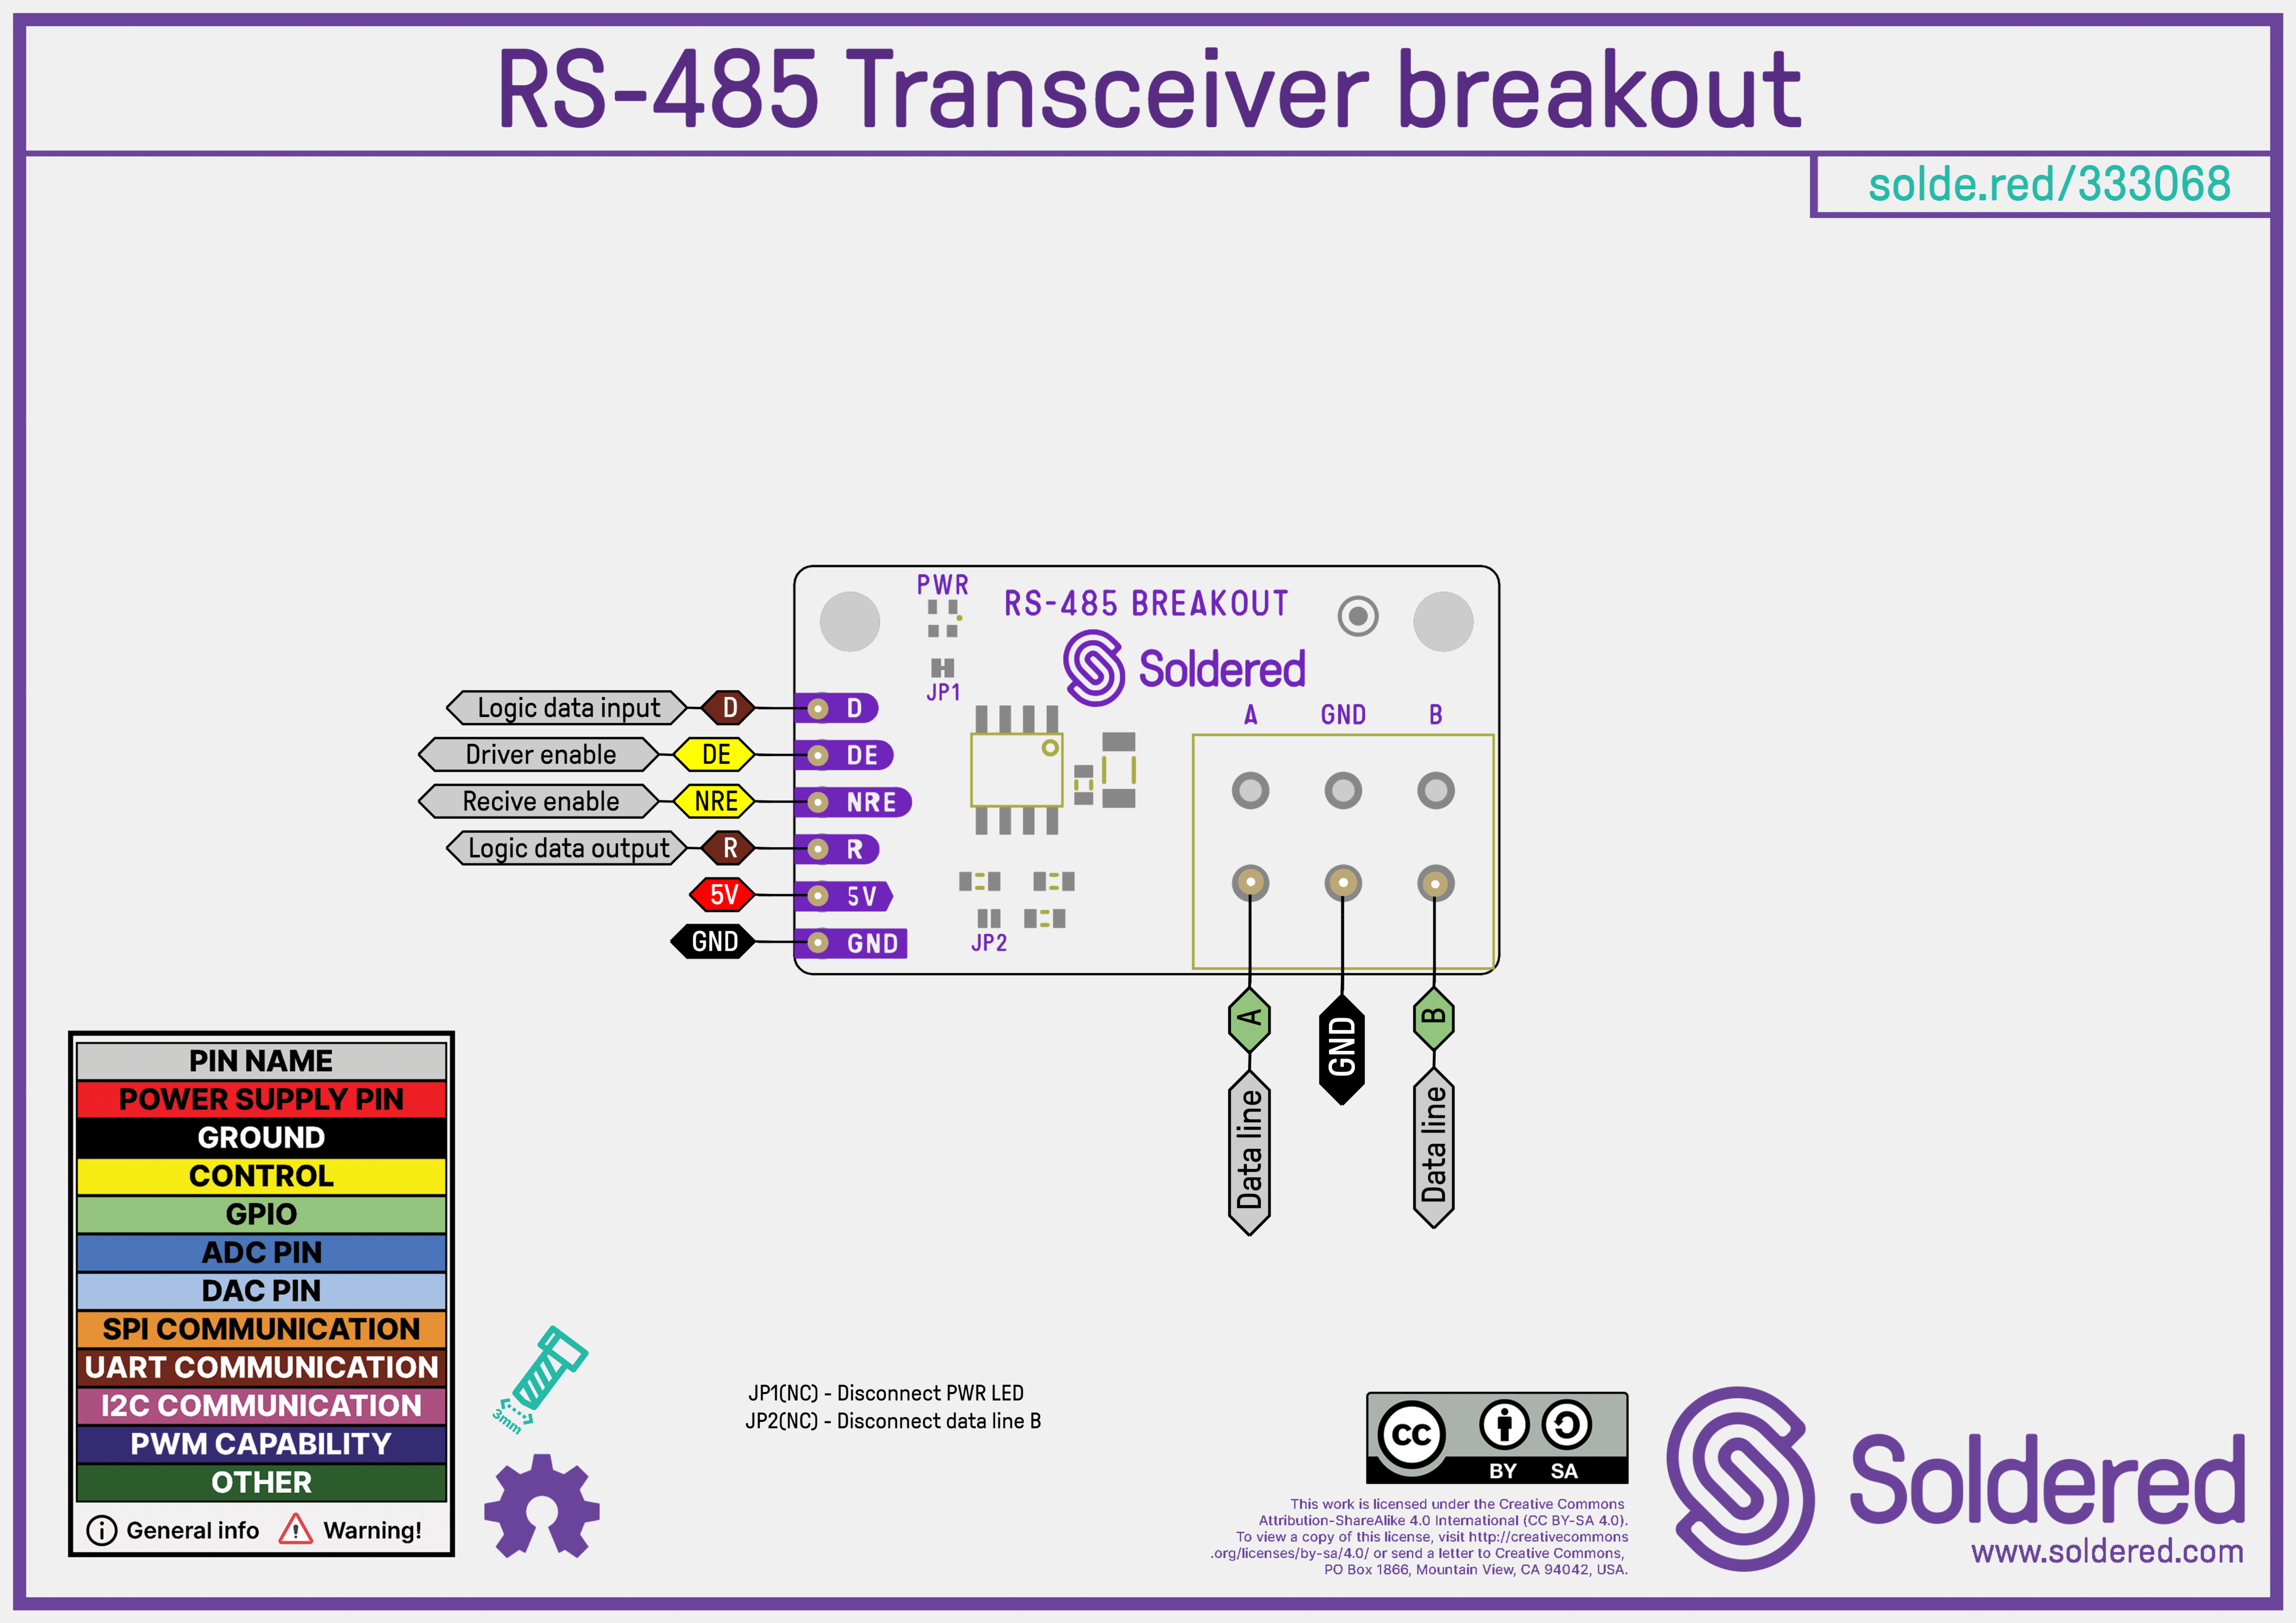 RS-485 Transceiver breakout
solde.red/333068
PWR
RS-485 BREAKOUT
Soldered
JP1
A GND B
Logic data input D D
Driver enable DE DE
Recive enable NRE NRE
Logic data output R R
5V 5V
GND GND
JP2
A GND B
Data line Data line
PIN NAME
POWER SUPPLY PIN
GROUND
CONTROL
GPIO
ADC PIN
DAC PIN
SPI COMMUNICATION
UART COMMUNICATION
I2C COMMUNICATION
PWM CAPABILITY
OTHER
General info Warning!
3mm
JP1(NC) - Disconnect PWR LED
JP2(NC) - Disconnect data line B
CC BY SA
This work is licensed under the Creative Commons
Attribution-ShareAlike 4.0 International (CC BY-SA 4.0).
To view a copy of this license, visit http://creativecommons
.org/licenses/by-sa/4.0/ or send a letter to Creative Commons,
PO Box 1866, Mountain View, CA 94042, USA.
Soldered
www.soldered.com